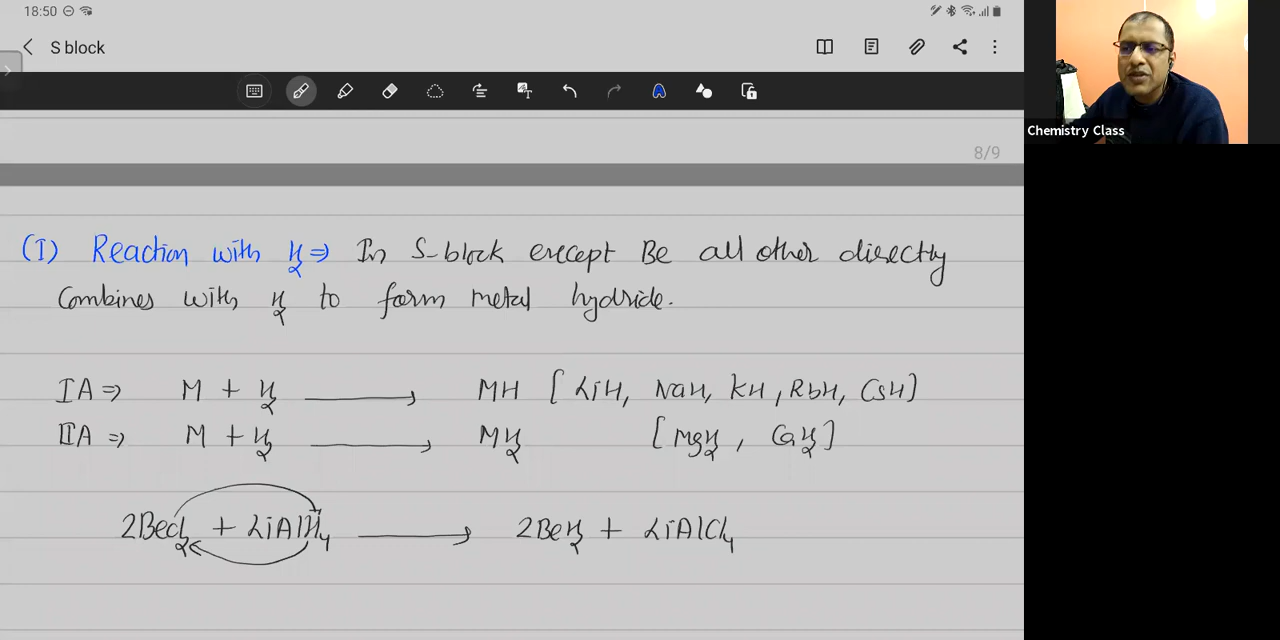 18:50
S block
Chemistry Class
8/9
(I) Reaction with H₂ ⇒ In S-block except Be all other directly
Combines with H₂ to form metal hydride.
IA ⇒ M + H₂ ⟶ MH [LiH, NaH, KH, RbH, CsH]
IIA ⇒ M + H₂ ⟶ MH₂ [MgH₂, CaH₂]
2BeCl₂ + LiAlH₄ ⟶ 2BeH₂ + LiAlCl₄